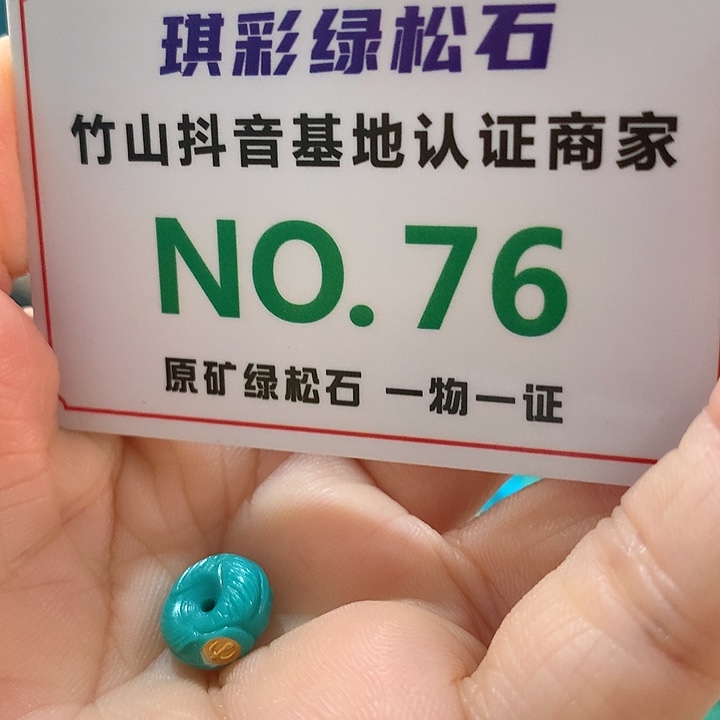 琪彩绿松石
竹山抖音基地认证商家
NO.76
原矿绿松石 一物一证